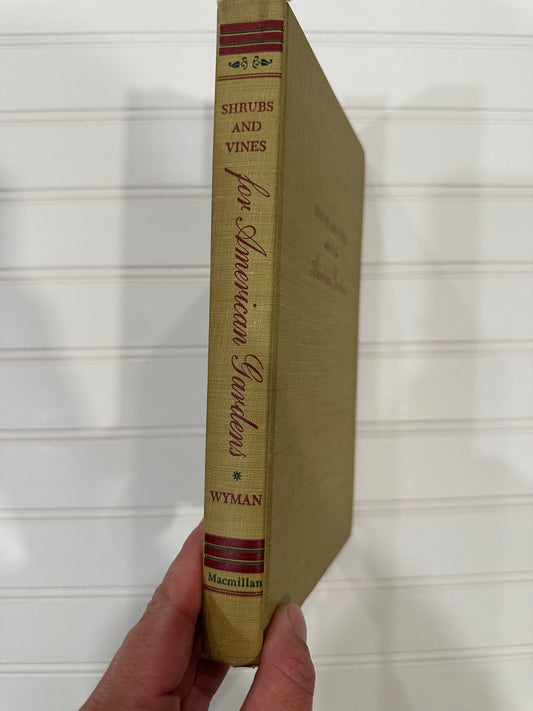 SHRUBS
AND
VINES
for American Gardens
WYMAN
Macmillan